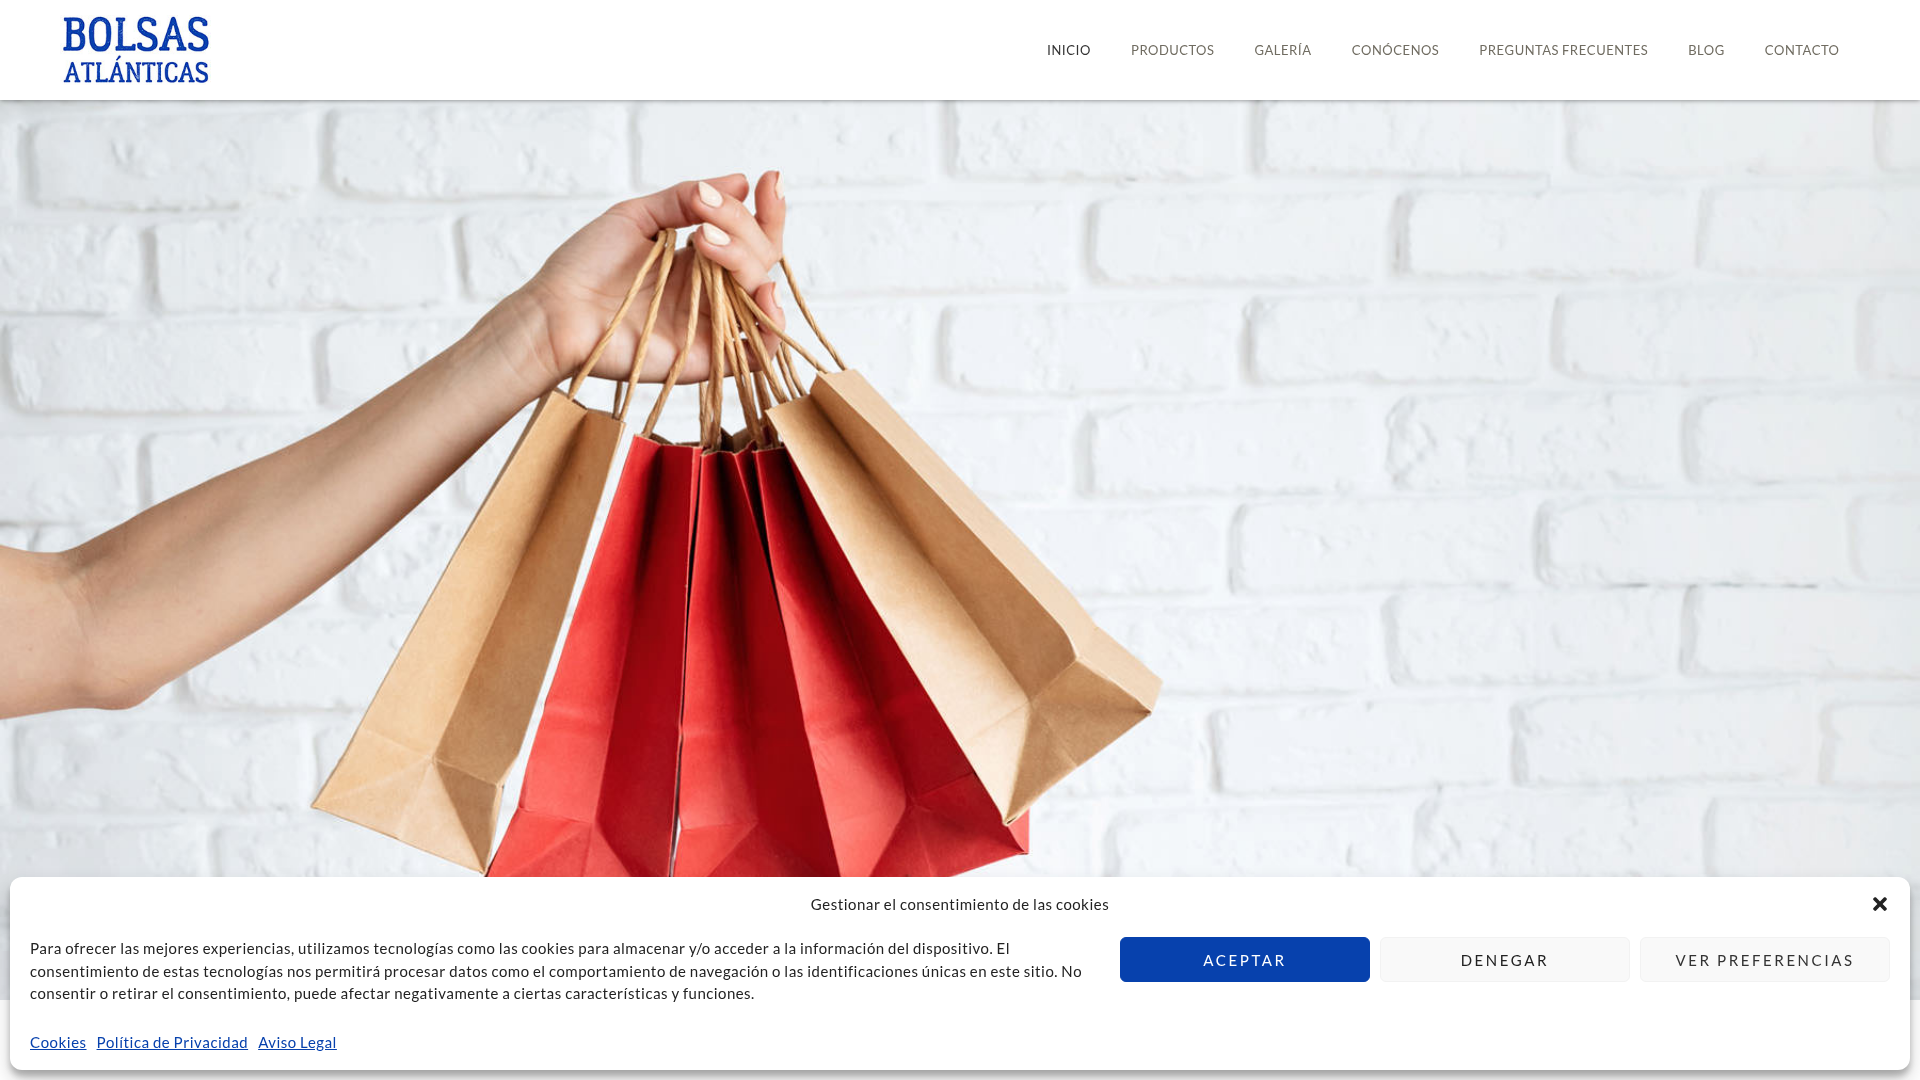 BOLSAS
ATLÁNTICAS
INICIO
PRODUCTOS
GALERÍA
CONÓCENOS
PREGUNTAS FRECUENTES
BLOG
CONTACTO
Gestionar el consentimiento de las cookies
Para ofrecer las mejores experiencias, utilizamos tecnologías como las cookies para almacenar y/o acceder a la información del dispositivo. El
consentimiento de estas tecnologías nos permitirá procesar datos como el comportamiento de navegación o las identificaciones únicas en este sitio. No
consentir o retirar el consentimiento, puede afectar negativamente a ciertas características y funciones.
ACEPTAR
DENEGAR
VER PREFERENCIAS
Cookies Política de Privacidad Aviso Legal